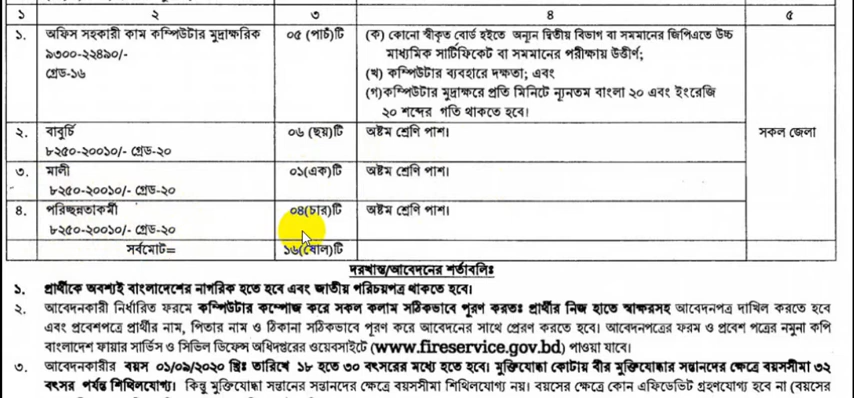 ১ ২ ৩ ৪ ৫
১. অফিস সহকারী কাম কম্পিউটার মুদ্রাক্ষরিক ০৫ (পাঁচ)টি (ক) কোনো স্বীকৃত বোর্ড হইতে অন্যূন দ্বিতীয় বিভাগ বা সমমানের জিপিএতে উচ্চ
৯৩০০-২২৪৯০/- মাধ্যমিক সার্টিফিকেট বা সমমানের পরীক্ষায় উত্তীর্ণ;
গ্রেড-১৬ (খ) কম্পিউটার ব্যবহারে দক্ষতা; এবং
(গ) কম্পিউটার মুদ্রাক্ষরে প্রতি মিনিটে ন্যূনতম বাংলা ২০ এবং ইংরেজি
২০ শব্দের গতি থাকতে হবে।
২. বাবুর্চি ০৬ (ছয়)টি অষ্টম শ্রেণি পাশ। সকল জেলা
৮২৫০-২০০১০/- গ্রেড-২০
৩. মালী ০১(এক)টি অষ্টম শ্রেণি পাশ।
৮২৫০-২০০১০/- গ্রেড-২০
৪. পরিচ্ছন্নতাকর্মী ০৪(চার)টি অষ্টম শ্রেণি পাশ।
৮২৫০-২০০১০/- গ্রেড-২০
সর্বমোট= ১৬(ষোল)টি
দরখাস্ত/আবেদনের শর্তাবলিঃ
১. প্রার্থীকে অবশ্যই বাংলাদেশের নাগরিক হতে হবে এবং জাতীয় পরিচয়পত্র থাকতে হবে।
২. আবেদনকারী নির্ধারিত ফরমে কম্পিউটার কম্পোজ করে সকল কলাম সঠিকভাবে পূরণ করতঃ প্রার্থীর নিজ হাতে স্বাক্ষরসহ আবেদনপত্র দাখিল করতে হবে
এবং প্রবেশপত্রে প্রার্থীর নাম, পিতার নাম ও ঠিকানা সঠিকভাবে পূরণ করে আবেদনের সাথে প্রেরণ করতে হবে। আবেদনপত্রের ফরম ও প্রবেশ পত্রের নমুনা কপি
বাংলাদেশ ফায়ার সার্ভিস ও সিভিল ডিফেন্স অধিদপ্তরের ওয়েবসাইটে (www.fireservice.gov.bd) পাওয়া যাবে।
৩. আবেদনকারীর বয়স ০১/০৯/২০২০ খ্রিঃ তারিখে ১৮ হতে ৩০ বৎসরের মধ্যে হতে হবে। মুক্তিযোদ্ধা কোটায় বীর মুক্তিযোদ্ধার সন্তানদের ক্ষেত্রে বয়সসীমা ৩২
বৎসর পর্যন্ত শিথিলযোগ্য। কিন্তু মুক্তিযোদ্ধা সন্তানের সন্তানদের ক্ষেত্রে বয়সসীমা শিথিলযোগ্য নয়। বয়সের ক্ষেত্রে কোন এফিডেভিট গ্রহণযোগ্য হবে না (বয়সের